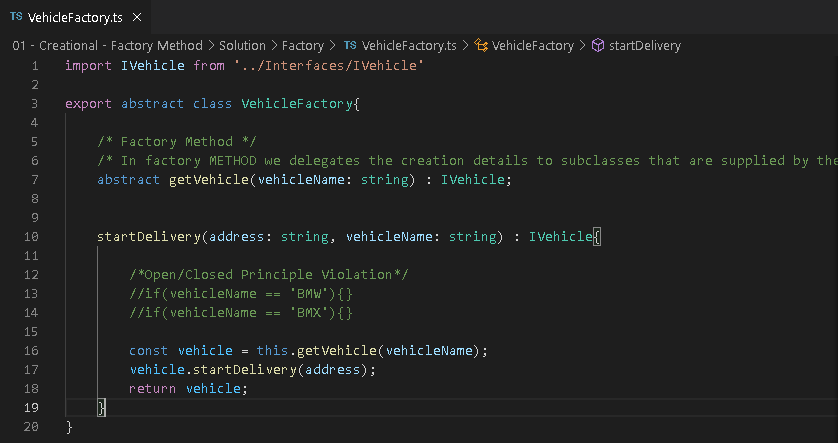 TS VehicleFactory.ts ×
01 - Creational - Factory Method > Solution > Factory > TS VehicleFactory.ts > VehicleFactory > startDelivery
1 import IVehicle from '../Interfaces/IVehicle'
2
3 export abstract class VehicleFactory{
4
5 /* Factory Method */
6 /* In factory METHOD we delegates the creation details to subclasses that are supplied by the
7 abstract getVehicle(vehicleName: string) : IVehicle;
8
9
10 startDelivery(address: string, vehicleName: string) : IVehicle{
11
12 /*Open/Closed Principle Violation*/
13 //if(vehicleName == 'BMW'){}
14 //if(vehicleName == 'BMX'){}
15
16 const vehicle = this.getVehicle(vehicleName);
17 vehicle.startDelivery(address);
18 return vehicle;
19 }
20 }